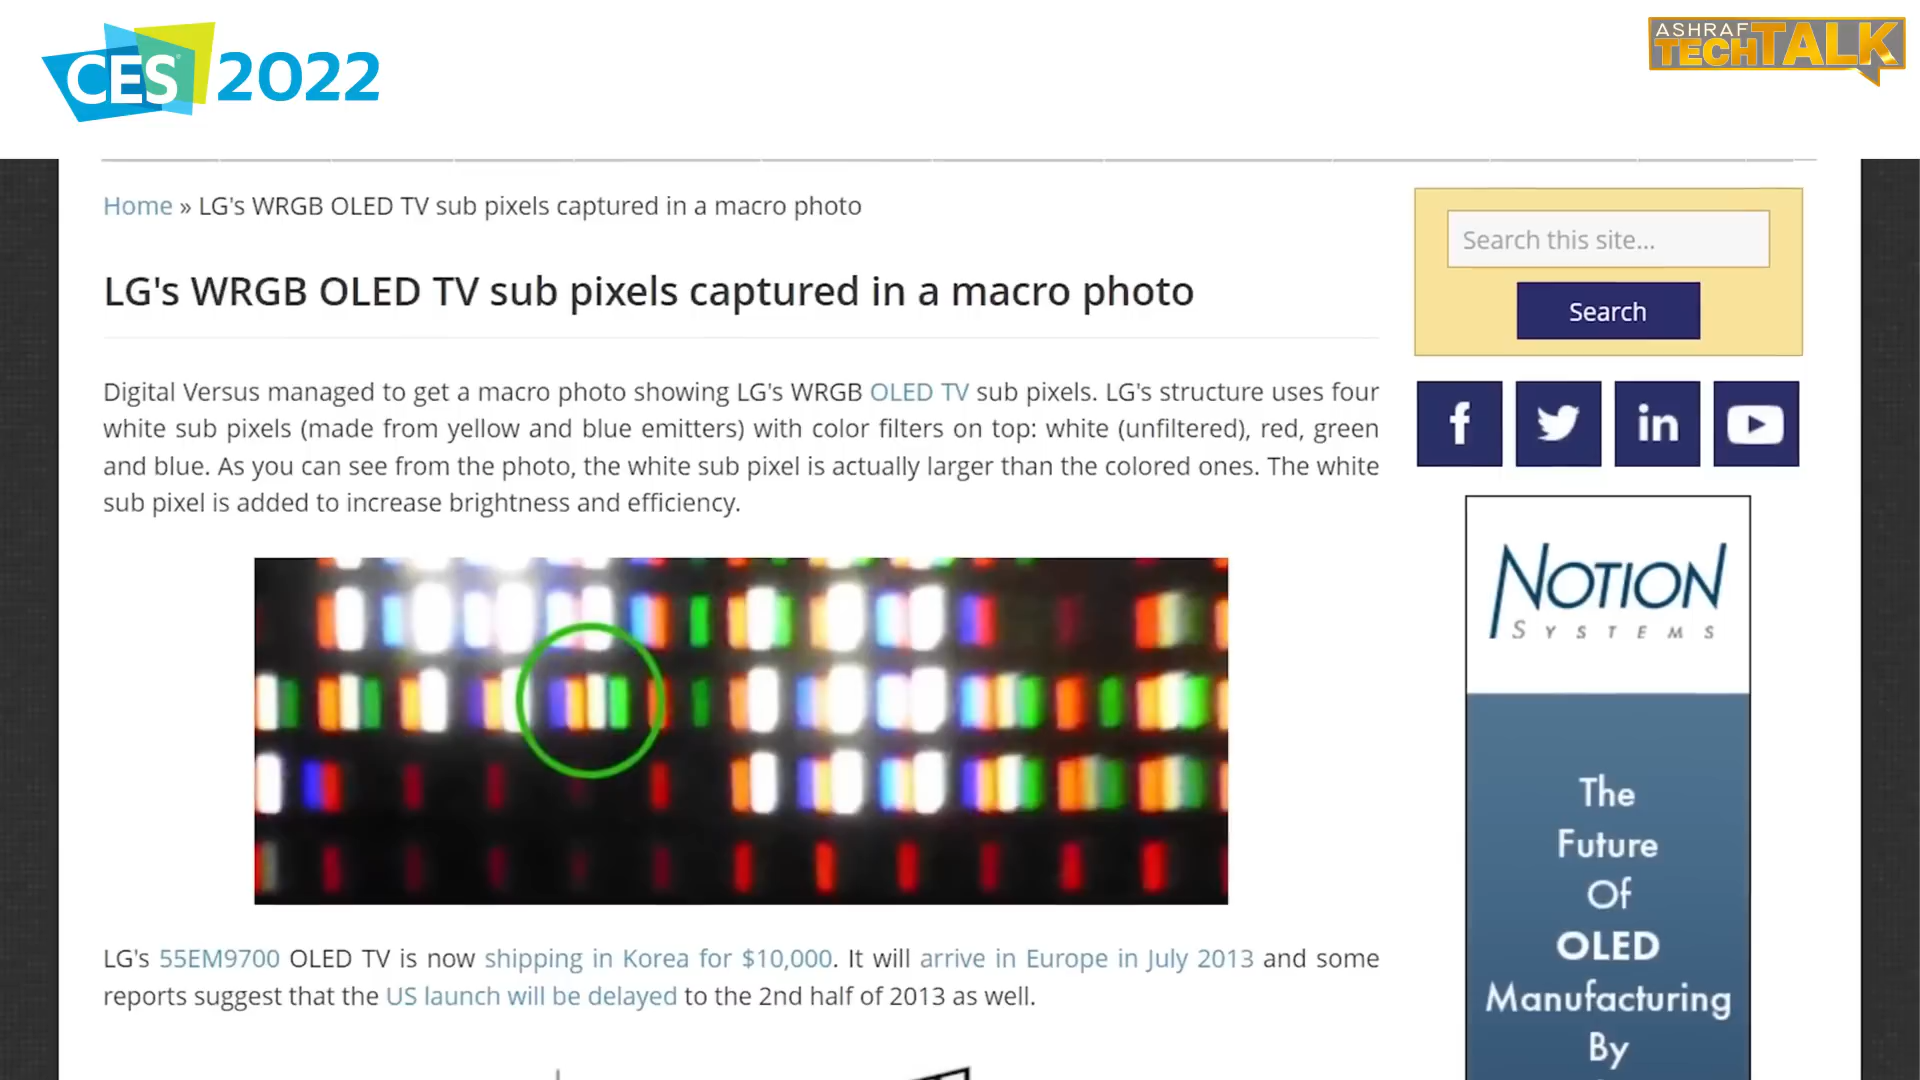 CES 2022
ASHRAF
TECHTALK
Home » LG's WRGB OLED TV sub pixels captured in a macro photo
LG's WRGB OLED TV sub pixels captured in a macro photo
Digital Versus managed to get a macro photo showing LG's WRGB OLED TV sub pixels. LG's structure uses four
white sub pixels (made from yellow and blue emitters) with color filters on top: white (unfiltered), red, green
and blue. As you can see from the photo, the white sub pixel is actually larger than the colored ones. The white
sub pixel is added to increase brightness and efficiency.
LG's 55EM9700 OLED TV is now shipping in Korea for $10,000. It will arrive in Europe in July 2013 and some
reports suggest that the US launch will be delayed to the 2nd half of 2013 as well.
Search this site...
Search
f
in
NOTION
SYSTEMS
The
Future
Of
OLED
Manufacturing
By